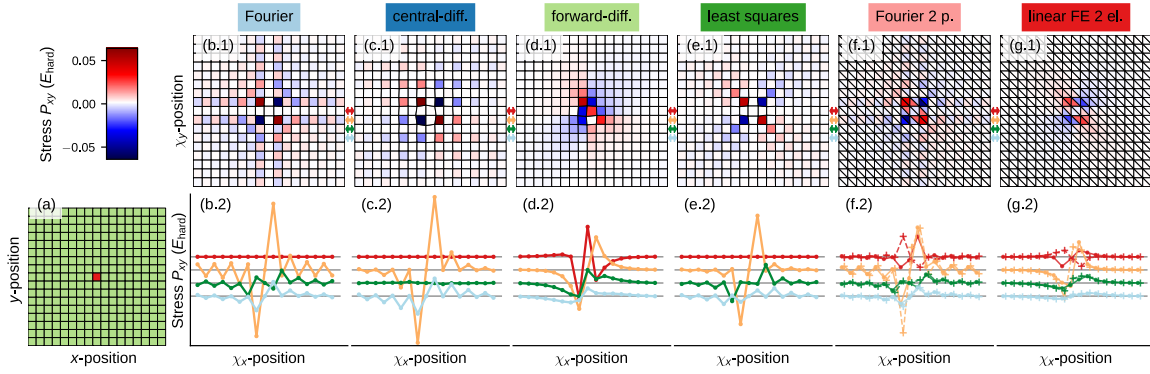 Fourier
central-diff.
forward-diff.
least squares
Fourier 2 p.
linear FE 2 el.
Stress P_xy (E_hard)
0.05
0.00
−0.05
χ_y-position
(b.1)
(c.1)
(d.1)
(e.1)
(f.1)
(g.1)
(a)
y-position
x-position
Stress P_xy (E_hard)
(b.2)
(c.2)
(d.2)
(e.2)
(f.2)
(g.2)
χ_x-position
χ_x-position
χ_x-position
χ_x-position
χ_x-position
χ_x-position